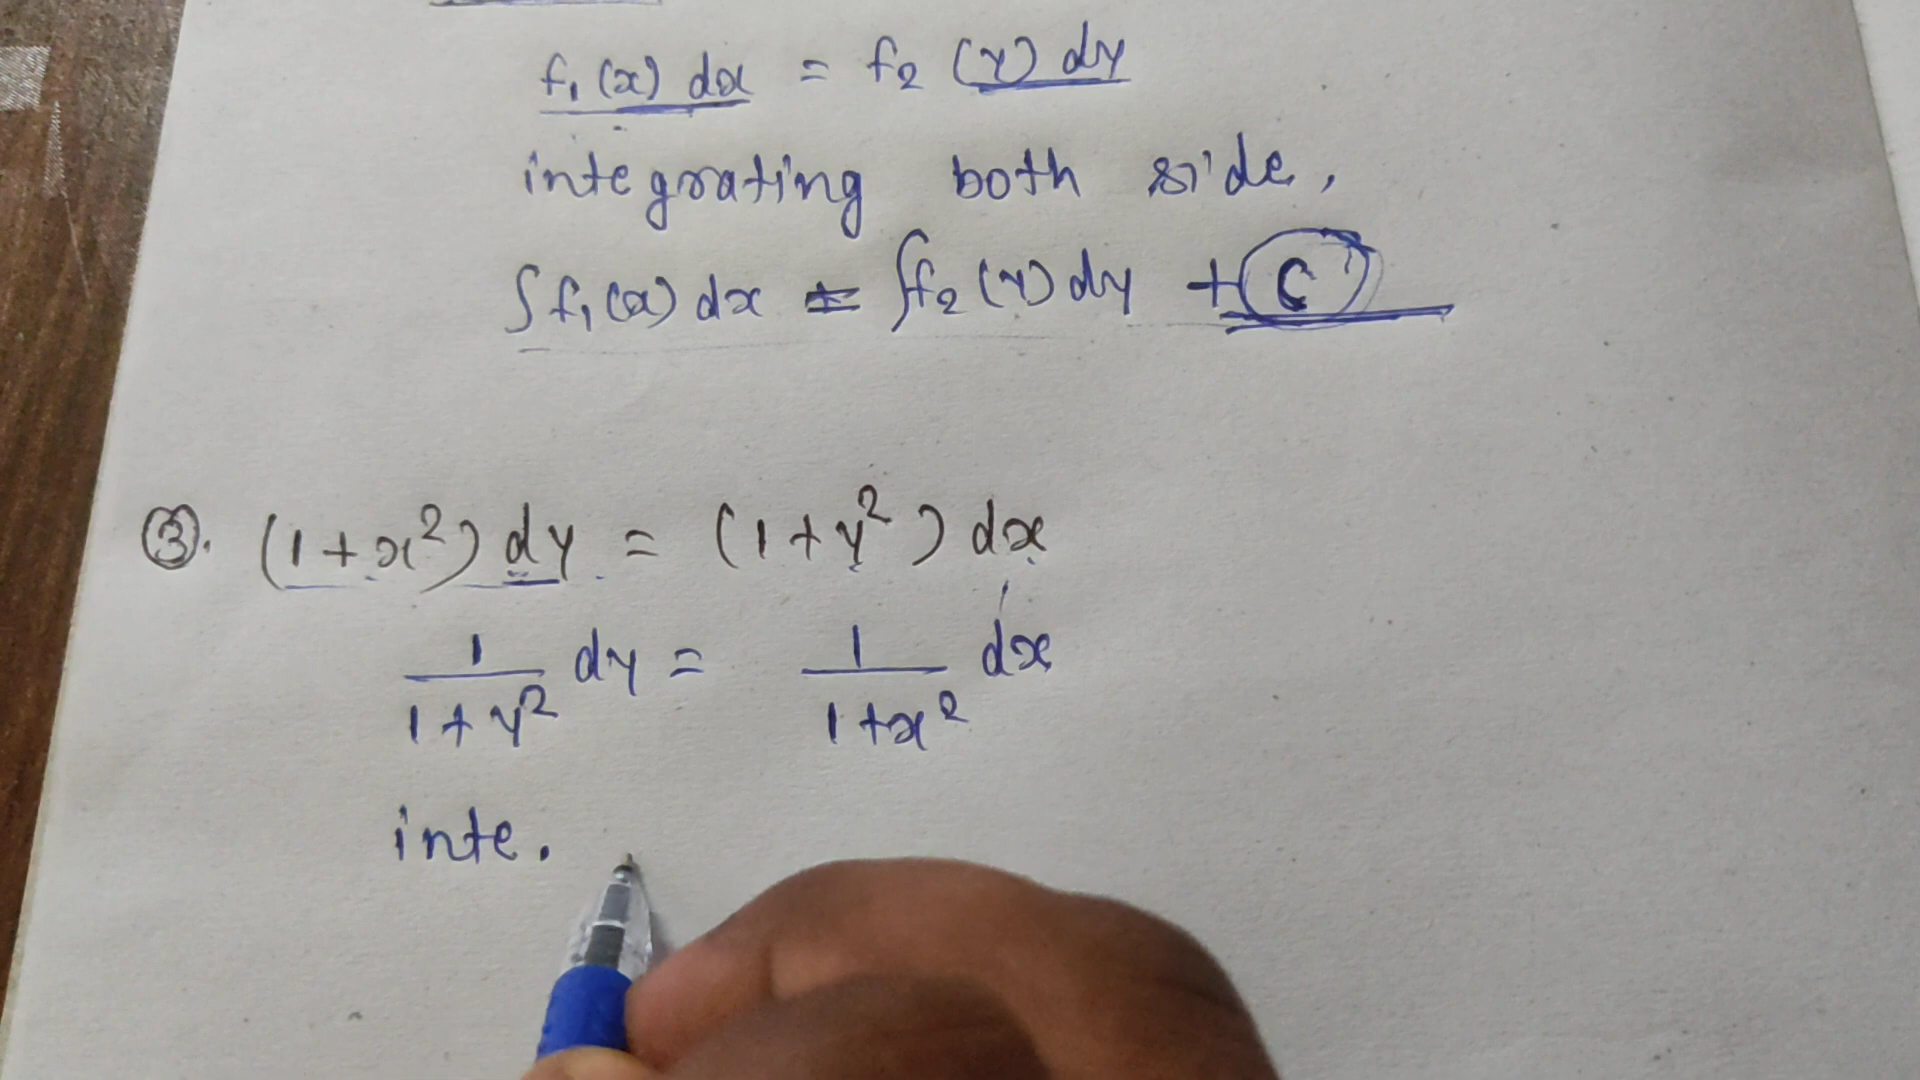 f₁(x) dx = f₂ (y) dy
integrating both side,
∫f₁(x) dx = ∫f₂ (y) dy + C
③. (1+x²) dy = (1+y²) dx
1/(1+y²) dy = 1/(1+x²) dx
inte.